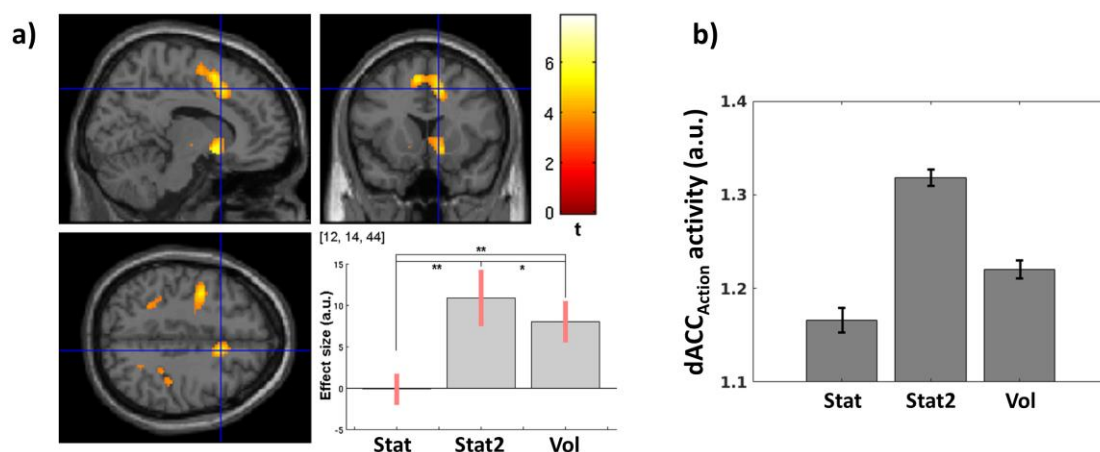 a)
6
4
2
0
t
[12, 14, 44]
**
**
*
15
10
5
0
-5
Effect size (a.u.)
Stat
Stat2
Vol
b)
1.4
1.3
1.2
1.1
dACCAction activity (a.u.)
Stat
Stat2
Vol